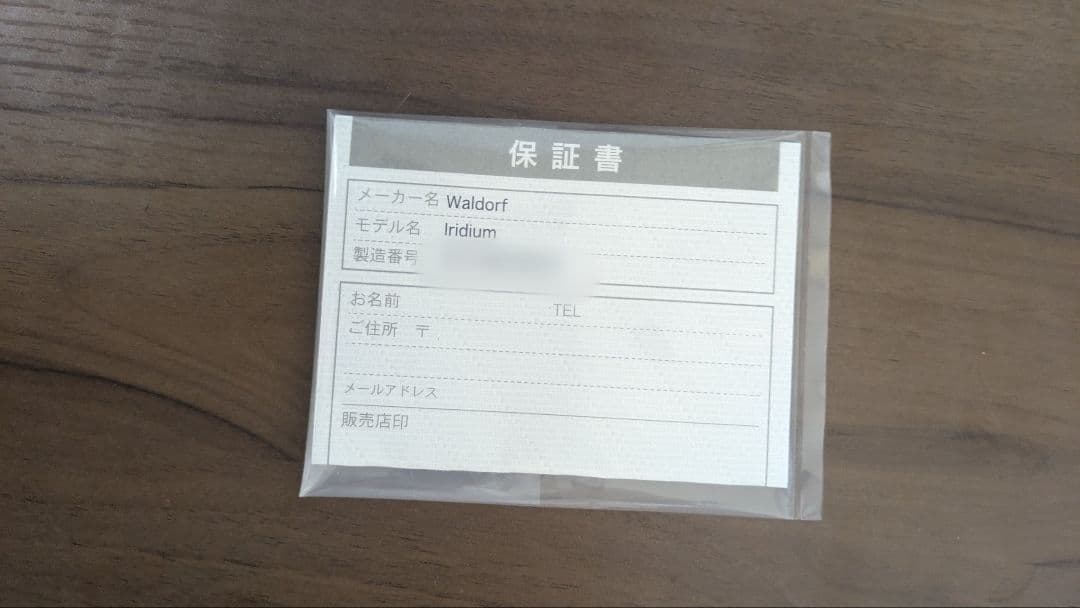 保証書
メーカー名 Waldorf
モデル名 Iridium
製造番号
お名前 TEL
ご住所 〒
メールアドレス
販売店印